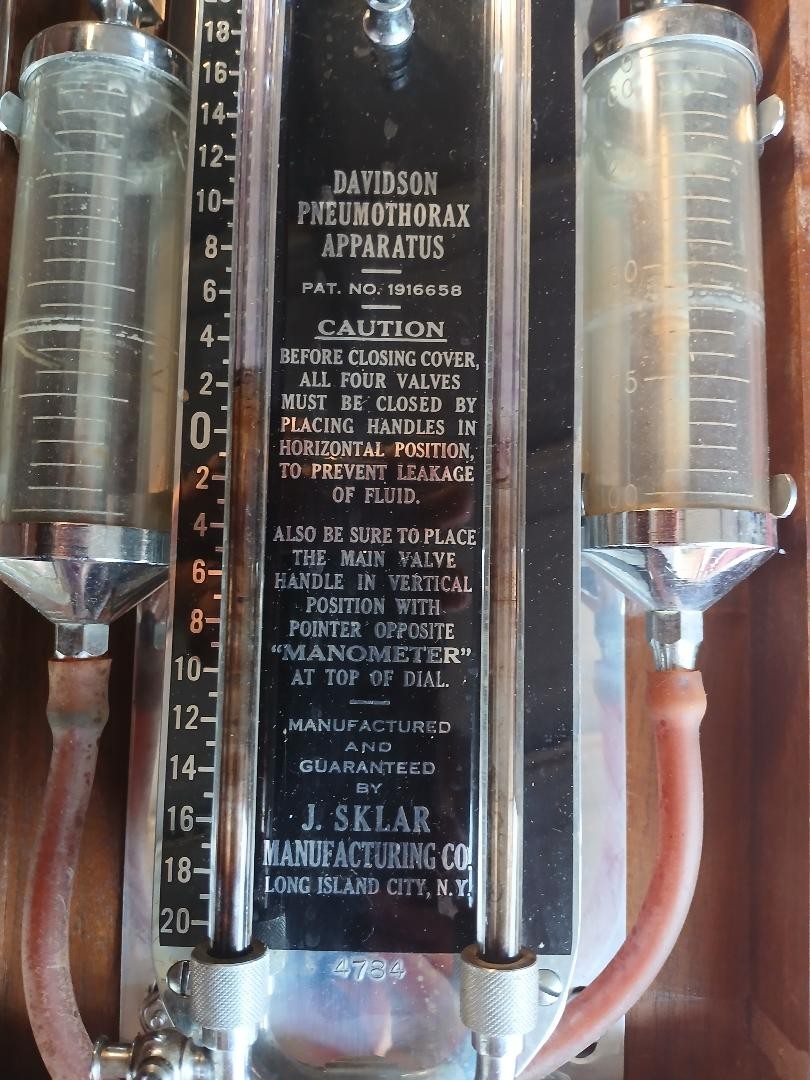 18
16
14
12
10
8
6
4
2
0
2
4
6
8
10
12
14
16
18
20
DAVIDSON
PNEUMOTHORAX
APPARATUS
PAT. NO. 1916658
CAUTION
BEFORE CLOSING COVER,
ALL FOUR VALVES
MUST BE CLOSED BY
PLACING HANDLES IN
HORIZONTAL POSITION,
TO PREVENT LEAKAGE
OF FLUID.
ALSO BE SURE TO PLACE
THE MAIN VALVE
HANDLE IN VERTICAL
POSITION WITH
POINTER OPPOSITE
"MANOMETER"
AT TOP OF DIAL.
MANUFACTURED
AND
GUARANTEED
BY
J. SKLAR
MANUFACTURING CO.
LONG ISLAND CITY, N.Y.
4784